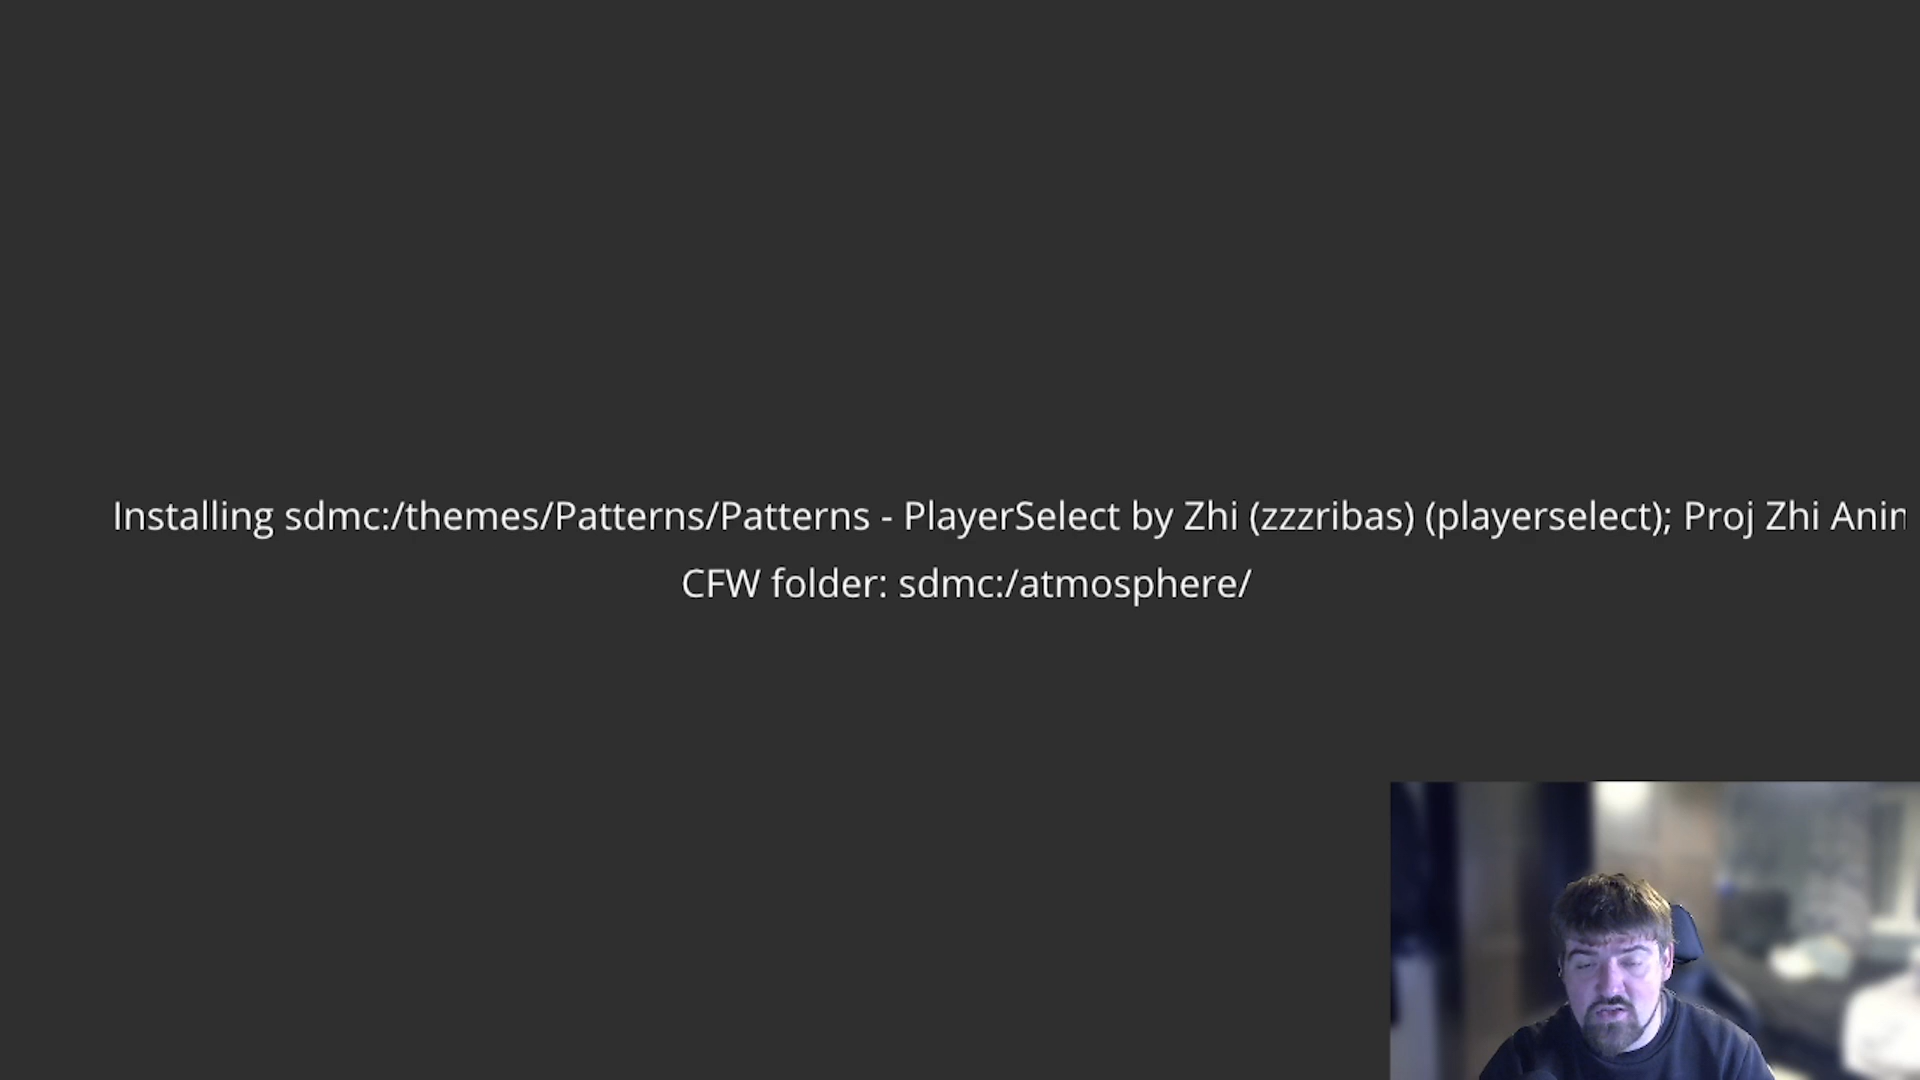 Installing sdmc:/themes/Patterns/Patterns - PlayerSelect by Zhi (zzzribas) (playerselect); Proj Zhi
CFW folder: sdmc:/atmosphere/